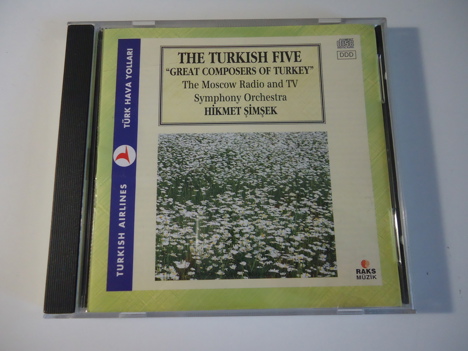 THE TURKISH FIVE
"GREAT COMPOSERS OF TURKEY"
The Moscow Radio and TV
Symphony Orchestra
HİKMET ŞİMŞEK
DDD
TÜRK HAVA YOLLARI
TURKISH AIRLINES
RAKS
MÜZİK